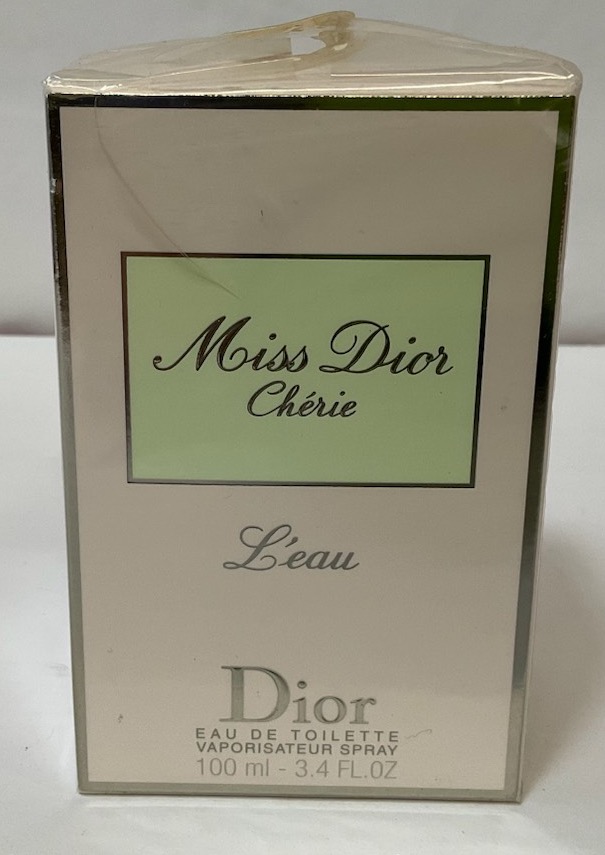 Miss Dior
Chérie
L'eau
Dior
EAU DE TOILETTE
VAPORISATEUR SPRAY
100 ml - 3.4 FL.OZ